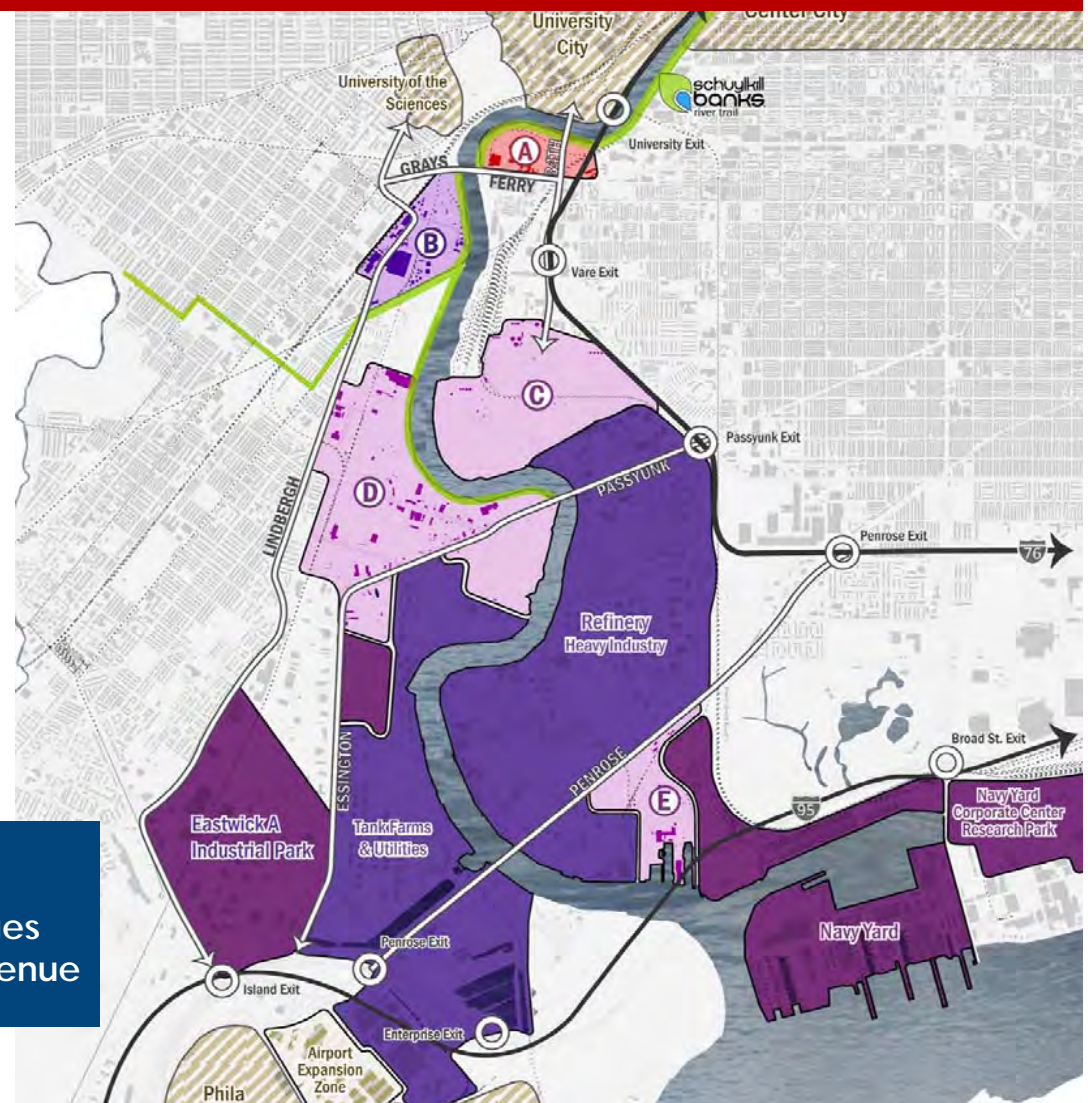 University
City
Center City
University of the
Sciences
schuylkill
banks
river trail
University Exit
A
GRAYS
FERRY
B
Vare Exit
C
Passyunk Exit
PASSYUNK
D
LINDBERGH
Penrose Exit
76
Refinery
Heavy Industry
ESSINGTON
PENROSE
Broad St. Exit
E
95
Navy Yard
Corporate Center
Research Park
Eastwick A
Industrial Park
Tank Farms
& Utilities
Navy Yard
Penrose Exit
Island Exit
Enterprise Exit
Airport
Expansion
Zone
Phila